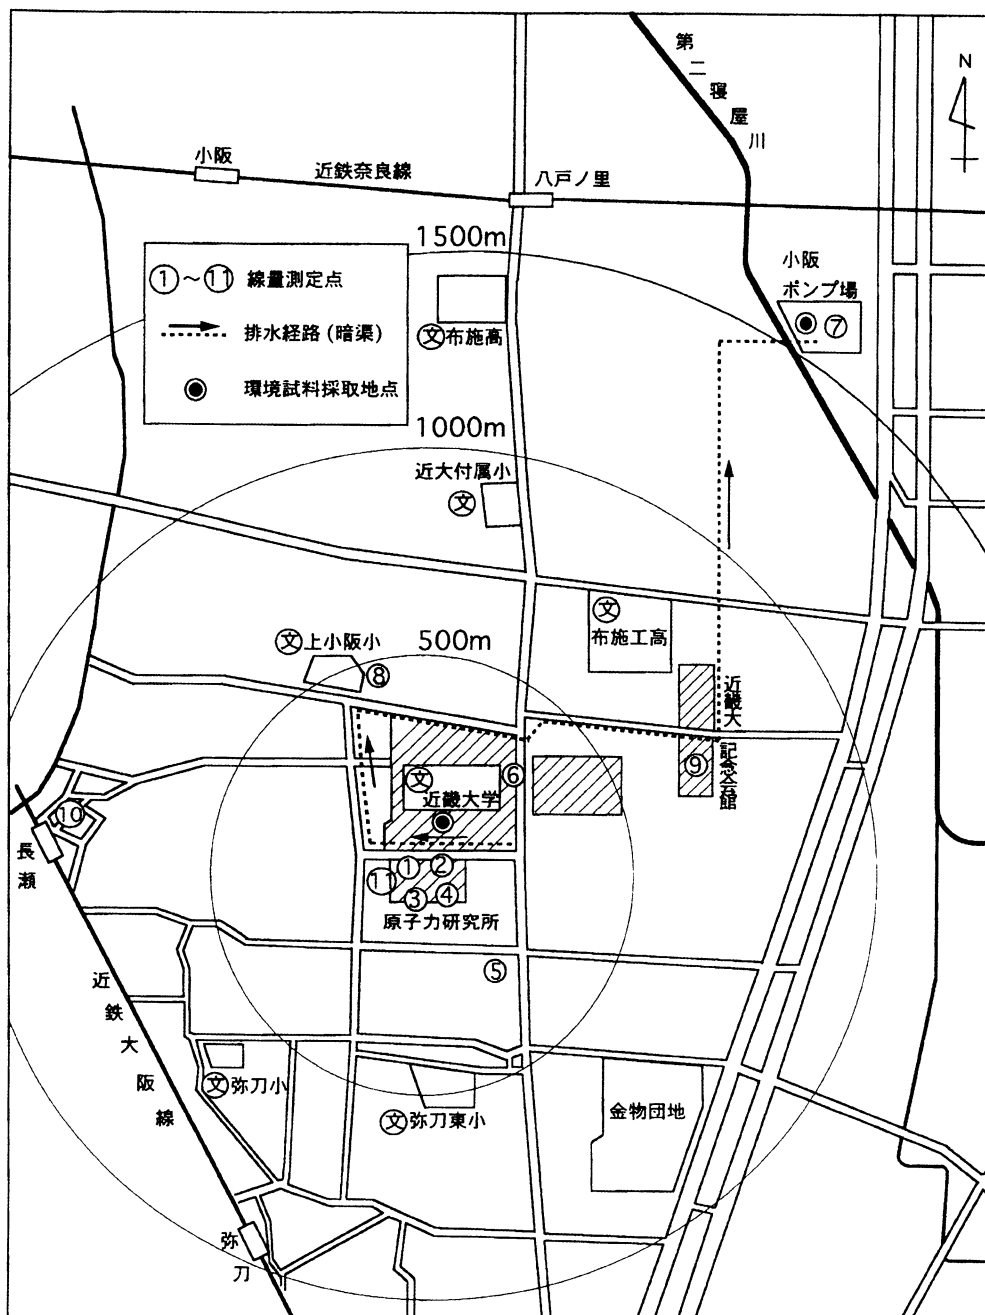 第二寝屋川
N
小阪
近鉄奈良線
八戸ノ里
1500m
小阪
ポンプ場
⑦
①～⑪ 線量測定点
排水経路(暗渠)
環境試料採取地点
文布施高
1000m
近大付属小
文
文
布施工高
500m
文上小阪小
⑧
近畿大記念会館
⑨
⑥
文
近畿大学
⑩
長瀬
① ②
⑪
③ ④
原子力研究所
⑤
近鉄大阪線
文弥刀小
文弥刀東小
金物団地
弥刀